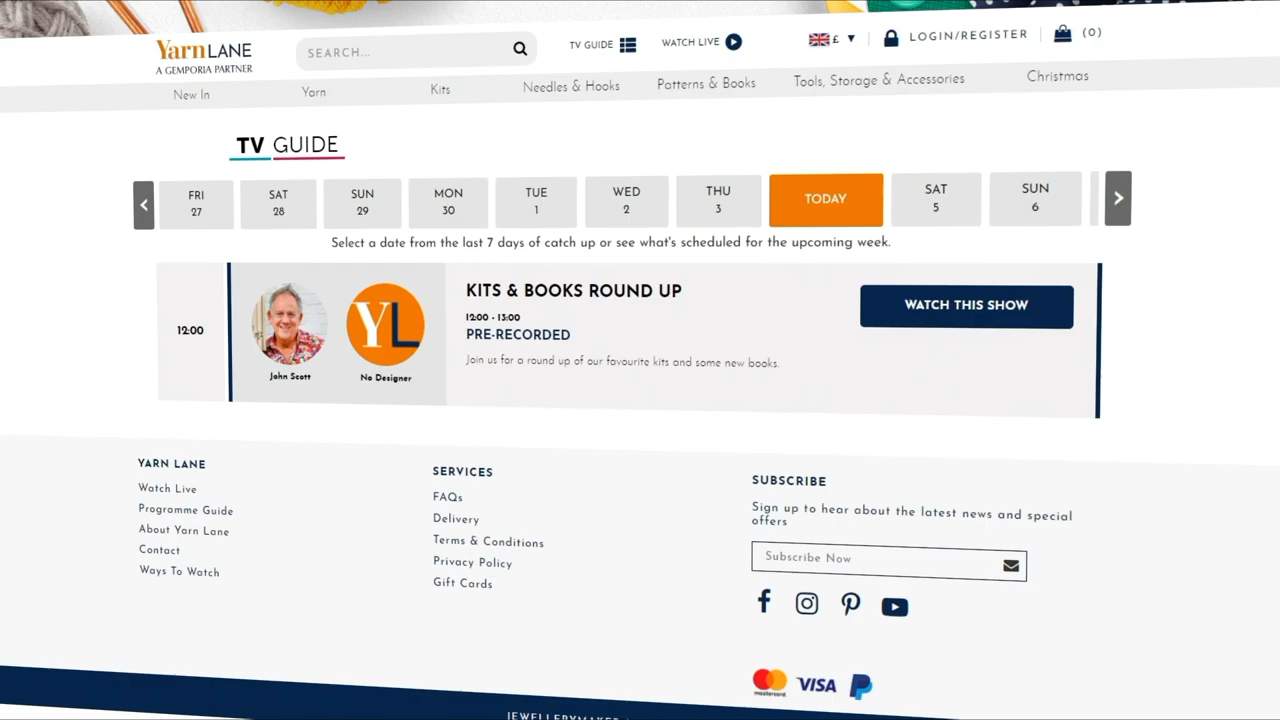 YarnLANE
A GEMPORIA PARTNER
SEARCH...
TV GUIDE
WATCH LIVE
£
LOGIN/REGISTER
(0)
New In
Yarn
Kits
Needles & Hooks
Patterns & Books
Tools, Storage & Accessories
Christmas
TV GUIDE
FRI
27
SAT
28
SUN
29
MON
30
TUE
1
WED
2
THU
3
TODAY
SAT
5
SUN
6
Select a date from the last 7 days of catch up or see what's scheduled for the upcoming week.
12:00
John Scott
YL
No Designer
KITS & BOOKS ROUND UP
12:00 - 13:00
PRE-RECORDED
Join us for a round up of our favourite kits and some new books.
WATCH THIS SHOW
YARN LANE
Watch Live
Programme Guide
About Yarn Lane
Contact
Ways To Watch
SERVICES
FAQs
Delivery
Terms & Conditions
Privacy Policy
Gift Cards
SUBSCRIBE
Sign up to hear about the latest news and special
offers
Subscribe Now
mastercard
VISA
JEWELLERYMAKER